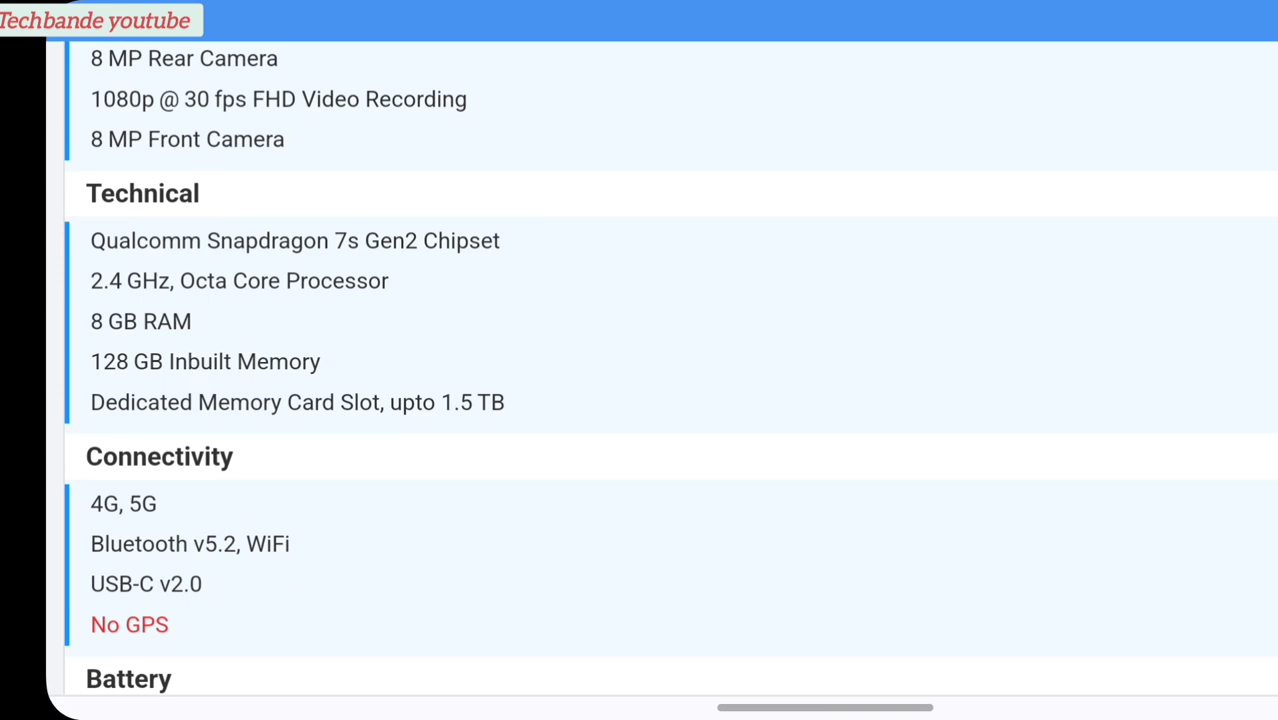 Techbande youtube
8 MP Rear Camera
1080p @ 30 fps FHD Video Recording
8 MP Front Camera
Technical
Qualcomm Snapdragon 7s Gen2 Chipset
2.4 GHz, Octa Core Processor
8 GB RAM
128 GB Inbuilt Memory
Dedicated Memory Card Slot, upto 1.5 TB
Connectivity
4G, 5G
Bluetooth v5.2, WiFi
USB-C v2.0
No GPS
Battery